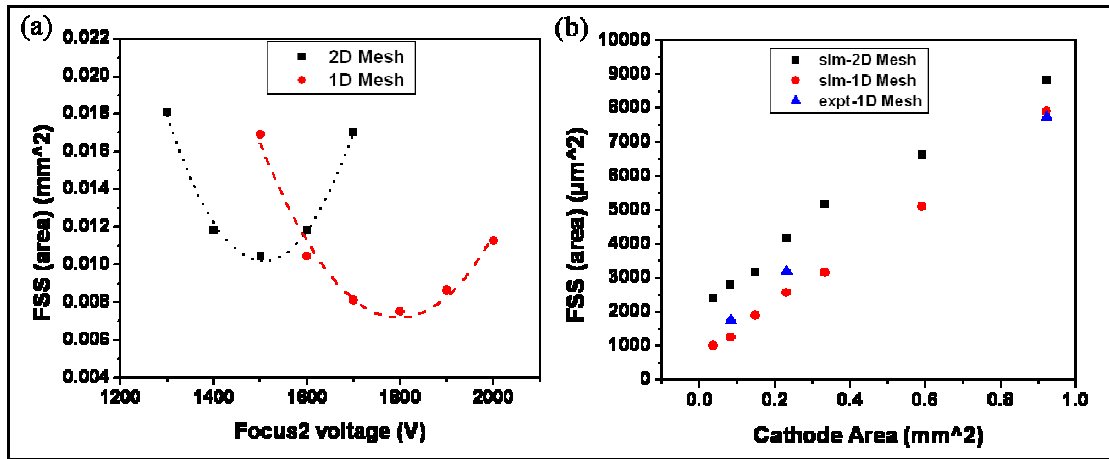 (a)
0.022
0.020
0.018
0.016
0.014
0.012
0.010
0.008
0.006
0.004
FSS (area) (mm^2)
2D Mesh
1D Mesh
1200
1400
1600
1800
2000
Focus2 voltage (V)
(b)
10000
9000
8000
7000
6000
5000
4000
3000
2000
1000
0
FSS (area) (µm^2)
sim-2D Mesh
sim-1D Mesh
expt-1D Mesh
0.0
0.2
0.4
0.6
0.8
1.0
Cathode Area (mm^2)